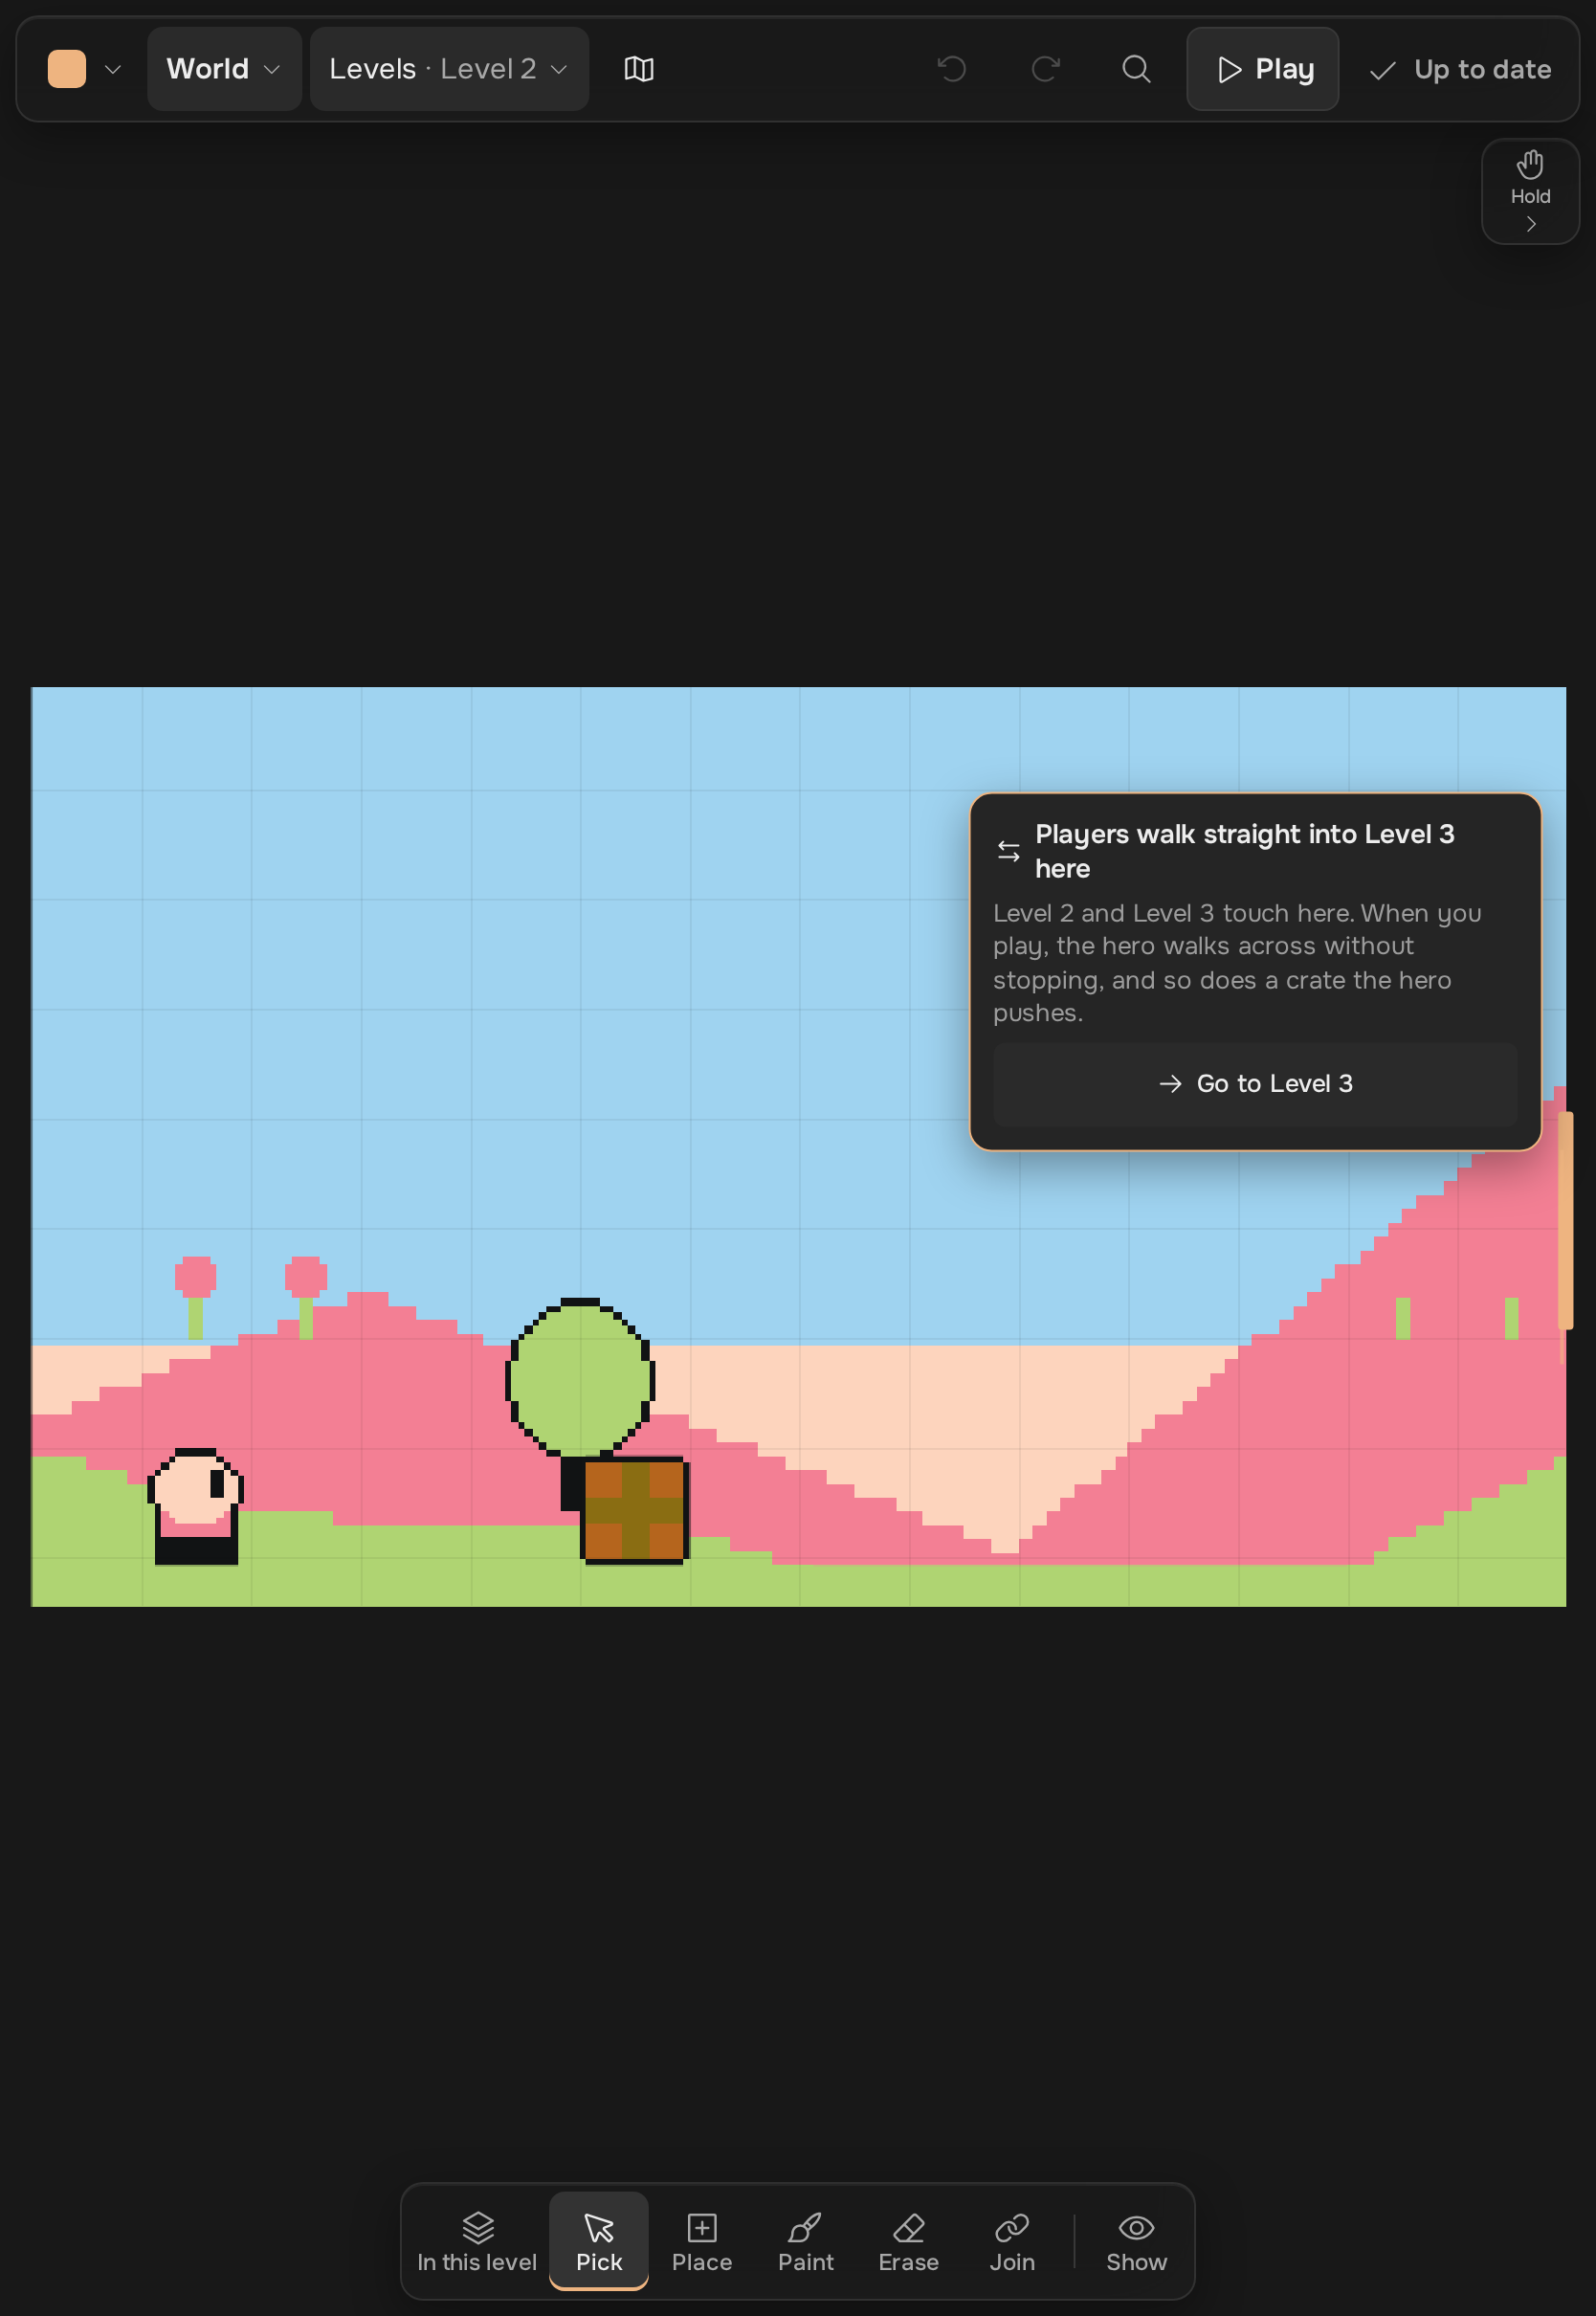 World
Levels · Level 2
Play
Up to date
Hold
Players walk straight into Level 3
here
Level 2 and Level 3 touch here. When you
play, the hero walks across without
stopping, and so does a crate the hero
pushes.
Go to Level 3
In this level
Pick
Place
Paint
Erase
Join
Show